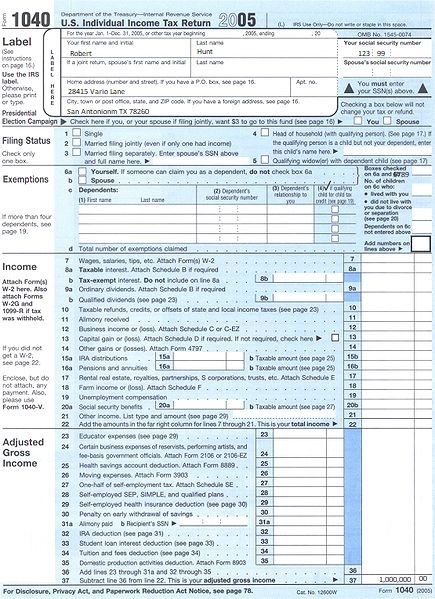 Form 1040 Department of the Treasury—Internal Revenue Service
U.S. Individual Income Tax Return 2005 (L) IRS Use Only—Do not write or staple in this space.
Label
(See instructions on page 16.)
Use the IRS label.
Otherwise, please print or type.
LABEL HERE
For the year Jan. 1-Dec. 31, 2005, or other tax year beginning , 2005, ending , 20 OMB No. 1545-0074
Your first name and initial Last name Your social security number
Robert Hunt 123 99
If a joint return, spouse's first name and initial Last name Spouse's social security number
Home address (number and street). If you have a P.O. box, see page 16. Apt. no.
28415 Vario Lane
You must enter your SSN(s) above.
City, town or post office, state, and ZIP code. If you have a foreign address, see page 16.
San Antonionm TX 78260
Checking a box below will not change your tax or refund.
Presidential Election Campaign Check here if you, or your spouse if filing jointly, want $3 to go to this fund (see page 16) You Spouse
Filing Status
Check only one box.
1 Single
2 Married filing jointly (even if only one had income)
3 Married filing separately. Enter spouse's SSN above and full name here.
4 Head of household (with qualifying person). (See page 17.) If the qualifying person is a child but not your dependent, enter this child's name here.
5 Qualifying widow(er) with dependent child (see page 17)
Exemptions
6a Yourself. If someone can claim you as a dependent, do not check box 6a
b Spouse
c Dependents:
(1) First name Last name
(2) Dependent's social security number
(3) Dependent's relationship to you
(4) if qualifying child for child tax credit (see page 19)
If more than four dependents, see page 19.
Boxes checked on 6a and
No. of children on 6c who:
• lived with you
• did not live with you due to divorce or separation (see page 20)
Dependents on 6c not entered above
d Total number of exemptions claimed
Add numbers on lines above
Income
Attach Form(s) W-2 here. Also attach Forms W-2G and 1099-R if tax was withheld.
If you did not get a W-2, see page 22.
Enclose, but do not attach, any payment. Also, please use Form 1040-V.
7 Wages, salaries, tips, etc. Attach Form(s) W-2 7
8a Taxable interest. Attach Schedule B if required 8a
b Tax-exempt interest. Do not include on line 8a 8b
9a Ordinary dividends. Attach Schedule B if required 9a
b Qualified dividends (see page 23) 9b
10 Taxable refunds, credits, or offsets of state and local income taxes (see page 23) 10
11 Alimony received 11
12 Business income or (loss). Attach Schedule C or C-EZ 12
13 Capital gain or (loss). Attach Schedule D if required. If not required, check here 13
14 Other gains or (losses). Attach Form 4797 14
15a IRA distributions 15a b Taxable amount (see page 25) 15b
16a Pensions and annuities 16a b Taxable amount (see page 25) 16b
17 Rental real estate, royalties, partnerships, S corporations, trusts, etc. Attach Schedule E 17
18 Farm income or (loss). Attach Schedule F 18
19 Unemployment compensation 19
20a Social security benefits 20a b Taxable amount (see page 27) 20b
21 Other income. List type and amount (see page 29) 21
22 Add the amounts in the far right column for lines 7 through 21. This is your total income 22
Adjusted Gross Income
23 Educator expenses (see page 29) 23
24 Certain business expenses of reservists, performing artists, and fee-basis government officials. Attach Form 2106 or 2106-EZ 24
25 Health savings account deduction. Attach Form 8889 25
26 Moving expenses. Attach Form 3903 26
27 One-half of self-employment tax. Attach Schedule SE 27
28 Self-employed SEP, SIMPLE, and qualified plans 28
29 Self-employed health insurance deduction (see page 30) 29
30 Penalty on early withdrawal of savings 30
31a Alimony paid b Recipient's SSN 31a
32 IRA deduction (see page 31) 32
33 Student loan interest deduction (see page 33) 33
34 Tuition and fees deduction (see page 34) 34
35 Domestic production activities deduction. Attach Form 8903 35
36 Add lines 23 through 31a and 32 through 35 36
37 Subtract line 36 from line 22. This is your adjusted gross income 37 1,000,000 00
For Disclosure, Privacy Act, and Paperwork Reduction Act Notice, see page 78. Cat. No. 12600W Form 1040 (2005)